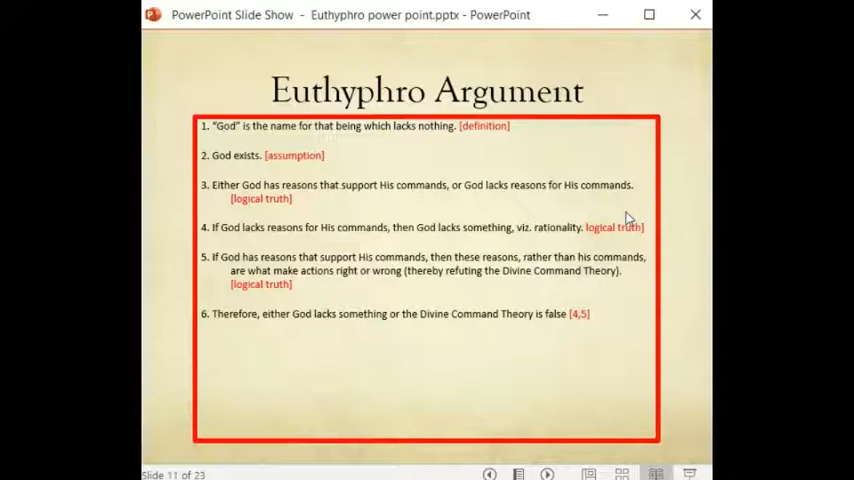 PowerPoint Slide Show - Euthyphro power point.pptx - PowerPoint
Euthyphro Argument
1. “God” is the name for that being which lacks nothing. [definition]
2. God exists. [assumption]
3. Either God has reasons that support His commands, or God lacks reasons for His commands.
[logical truth]
4. If God lacks reasons for His commands, then God lacks something, viz. rationality. logical truth]
5. If God has reasons that support His commands, then these reasons, rather than his commands,
are what make actions right or wrong (thereby refuting the Divine Command Theory).
[logical truth]
6. Therefore, either God lacks something or the Divine Command Theory is false [4,5]
Slide 11 of 23